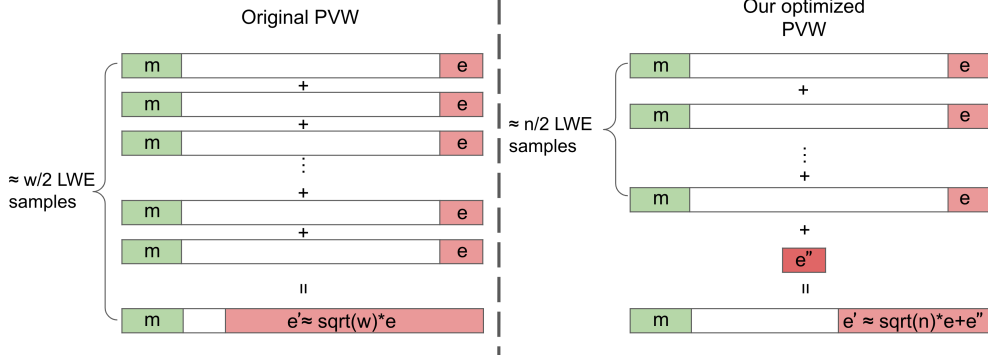 Original PVW
m e
+
m e
+
m e
⋮
+
m e
+
m e
=
m e'≈ sqrt(w)*e
≈ w/2 LWE
samples
Our optimized
PVW
m e
+
m e
⋮
+
m e
+
e"
=
m e' ≈ sqrt(n)*e+e"
≈ n/2 LWE
samples